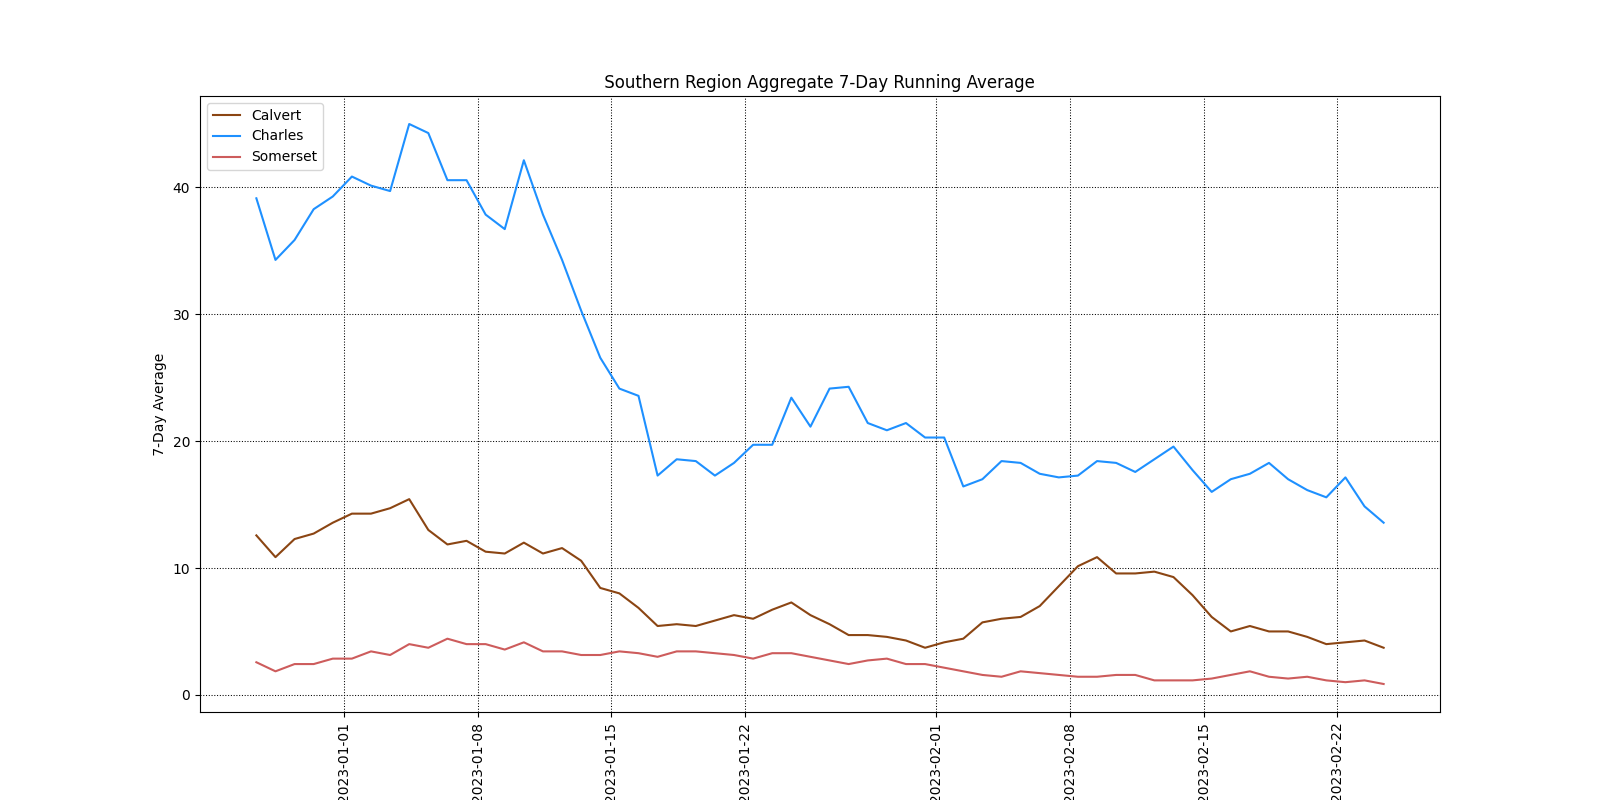 Southern Region Aggregate 7-Day Running Average
Calvert
Charles
Somerset
40
30
20
10
0
7-Day Average
2023-01-01
2023-01-08
2023-01-15
2023-01-22
2023-02-01
2023-02-08
2023-02-15
2023-02-22